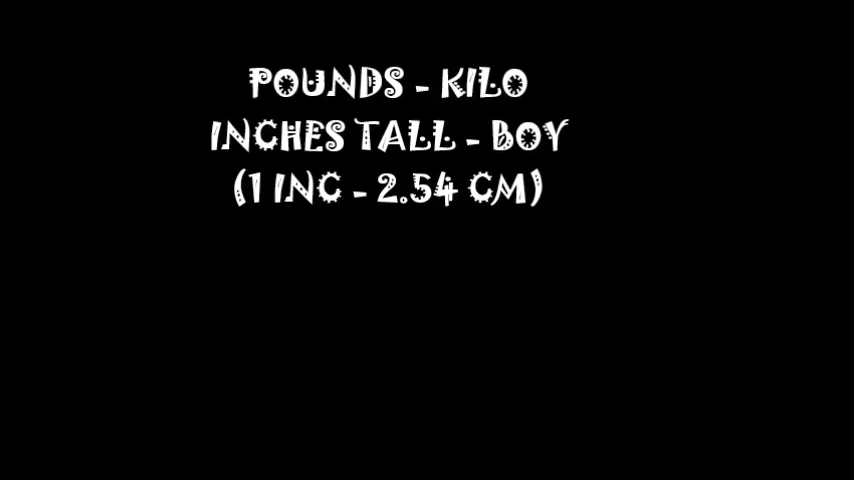 POUNDS - KILO
INCHES TALL - BOY
(1 INC - 2.54 CM)